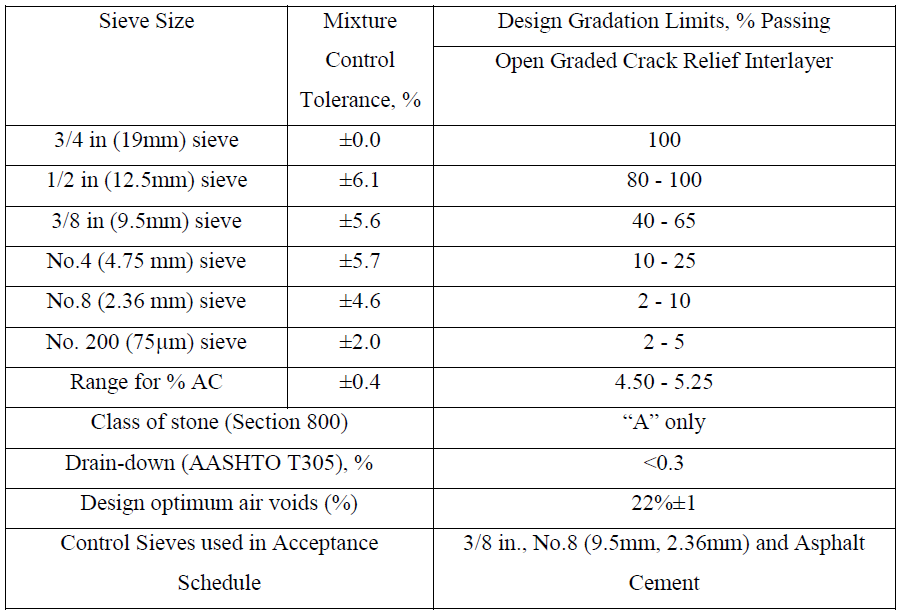 Sieve Size
Mixture
Control
Tolerance, %
Design Gradation Limits, % Passing
Open Graded Crack Relief Interlayer
3/4 in (19mm) sieve ±0.0 100
1/2 in (12.5mm) sieve ±6.1 80 - 100
3/8 in (9.5mm) sieve ±5.6 40 - 65
No.4 (4.75 mm) sieve ±5.7 10 - 25
No.8 (2.36 mm) sieve ±4.6 2 - 10
No. 200 (75μm) sieve ±2.0 2 - 5
Range for % AC ±0.4 4.50 - 5.25
Class of stone (Section 800) “A” only
Drain-down (AASHTO T305), % <0.3
Design optimum air voids (%) 22%±1
Control Sieves used in Acceptance
Schedule
3/8 in., No.8 (9.5mm, 2.36mm) and Asphalt
Cement